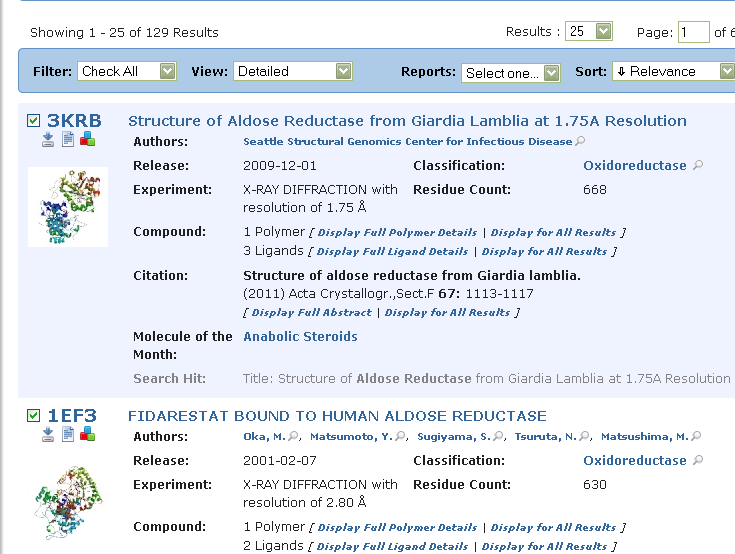 Showing 1 - 25 of 129 Results Results : 25 Page: 1 of 6
Filter: Check All View: Detailed Reports: Select one... Sort: ⇓ Relevance
3KRB Structure of Aldose Reductase from Giardia Lamblia at 1.75A Resolution
Authors: Seattle Structural Genomics Center for Infectious Disease
Release: 2009-12-01 Classification: Oxidoreductase
Experiment: X-RAY DIFFRACTION with Residue Count: 668
resolution of 1.75 Å
Compound: 1 Polymer [ Display Full Polymer Details | Display for All Results ]
3 Ligands [ Display Full Ligand Details | Display for All Results ]
Citation: Structure of aldose reductase from Giardia lamblia.
(2011) Acta Crystallogr.,Sect.F 67: 1113-1117
[ Display Full Abstract | Display for All Results ]
Molecule of the Anabolic Steroids
Month:
Search Hit: Title: Structure of Aldose Reductase from Giardia Lamblia at 1.75A Resolution
1EF3 FIDARESTAT BOUND TO HUMAN ALDOSE REDUCTASE
Authors: Oka, M. , Matsumoto, Y. , Sugiyama, S. , Tsuruta, N. , Matsushima, M.
Release: 2001-02-07 Classification: Oxidoreductase
Experiment: X-RAY DIFFRACTION with Residue Count: 630
resolution of 2.80 Å
Compound: 1 Polymer [ Display Full Polymer Details | Display for All Results ]
2 Ligands [ Display Full Ligand Details | Display for All Results ]